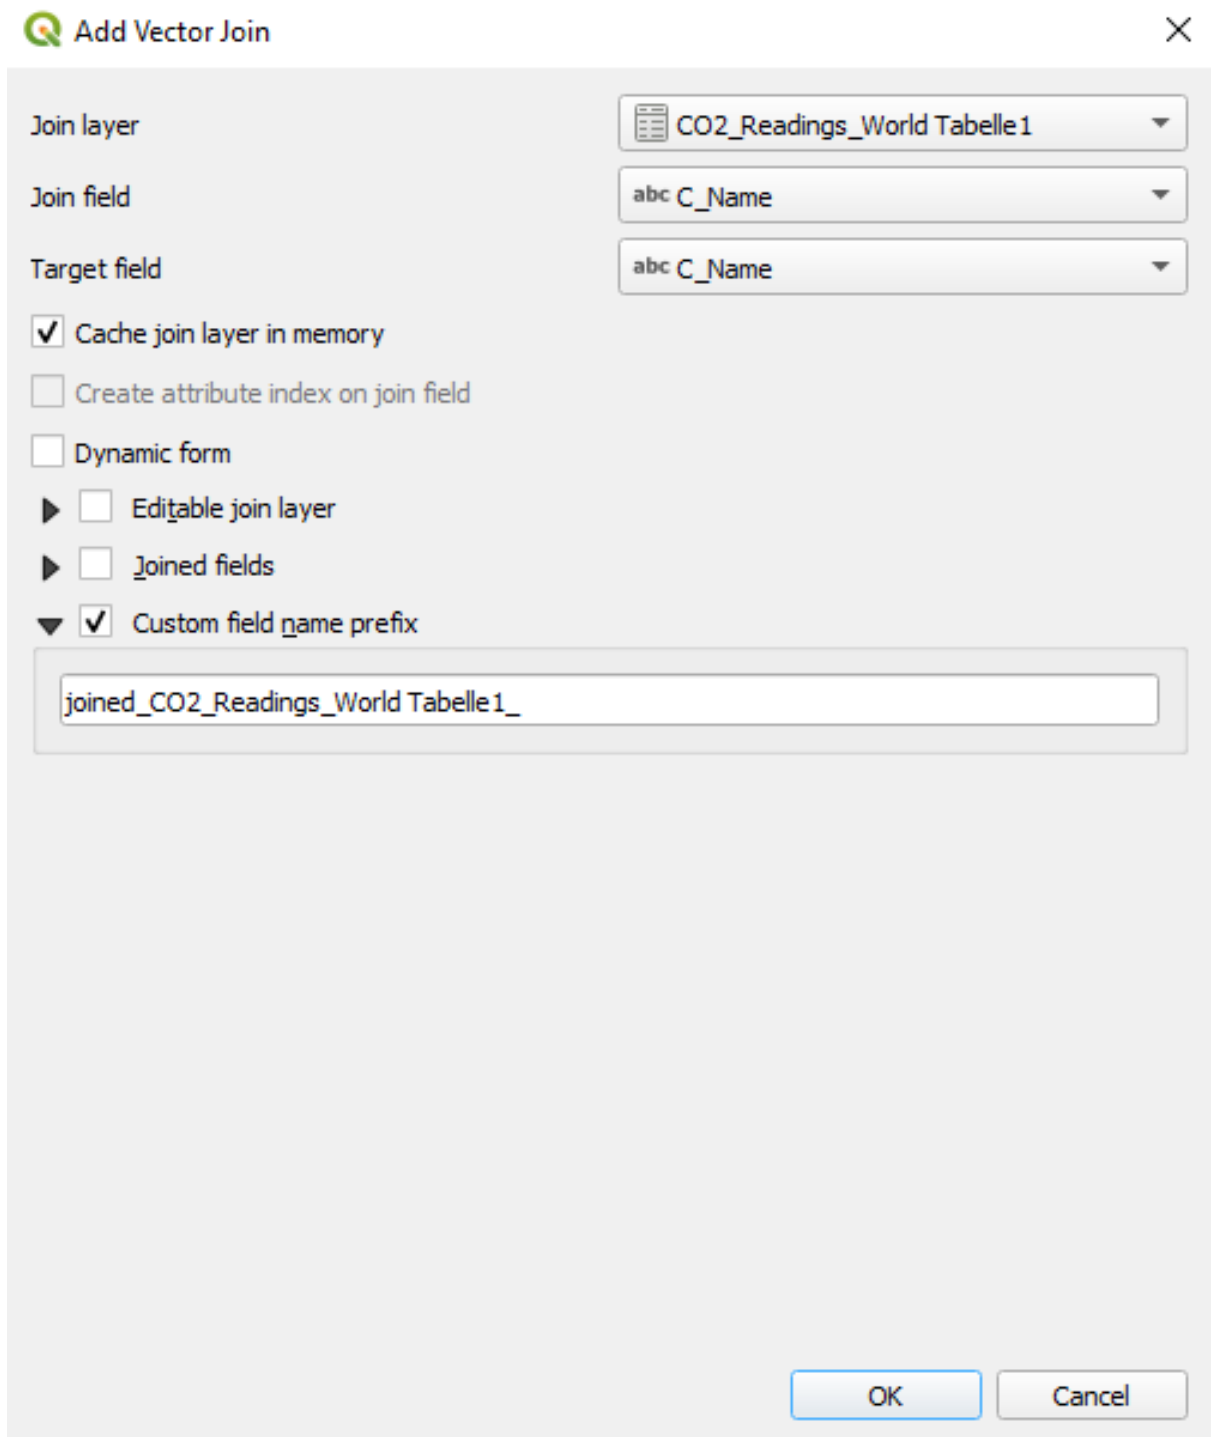 Add Vector Join
Join layer
CO2_Readings_World Tabelle1
Join field
abc C_Name
Target field
abc C_Name
Cache join layer in memory
Create attribute index on join field
Dynamic form
Editable join layer
Joined fields
Custom field name prefix
joined_CO2_Readings_World Tabelle1_
OK
Cancel